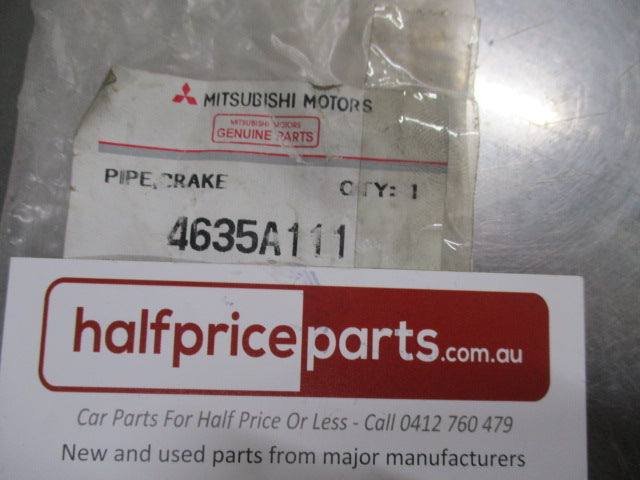 MITSUBISHI MOTORS
MITSUBISHI MOTORS
GENUINE PARTS
PIPE,BRAKE QTY: 1
4635A111
halfpriceparts.com.au
Car Parts For Half Price Or Less - Call 0412 760 479
New and used parts from major manufacturers